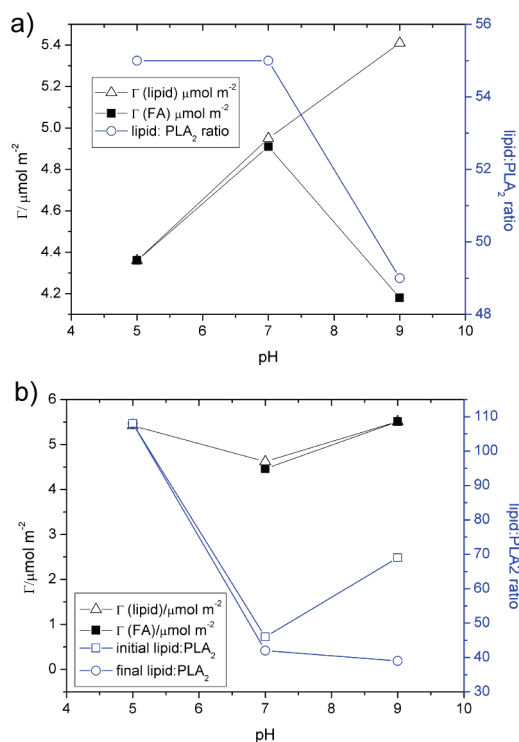 a)
5.4
5.2
5.0
4.8
4.6
4.4
4.2
Γ/ μmol m⁻²
Γ (lipid) μmol m⁻²
Γ (FA) μmol m⁻²
lipid: PLA₂ ratio
56
54
52
50
48
lipid:PLA₂ ratio
4 5 6 7 8 9 10
pH
b)
6
5
4
3
2
1
0
Γ/μmol m⁻²
Γ (lipid)/μmol m⁻²
Γ (FA)/μmol m⁻²
initial lipid:PLA₂
final lipid:PLA₂
110
100
90
80
70
60
50
40
30
lipid:PLA2 ratio
4 5 6 7 8 9 10
pH